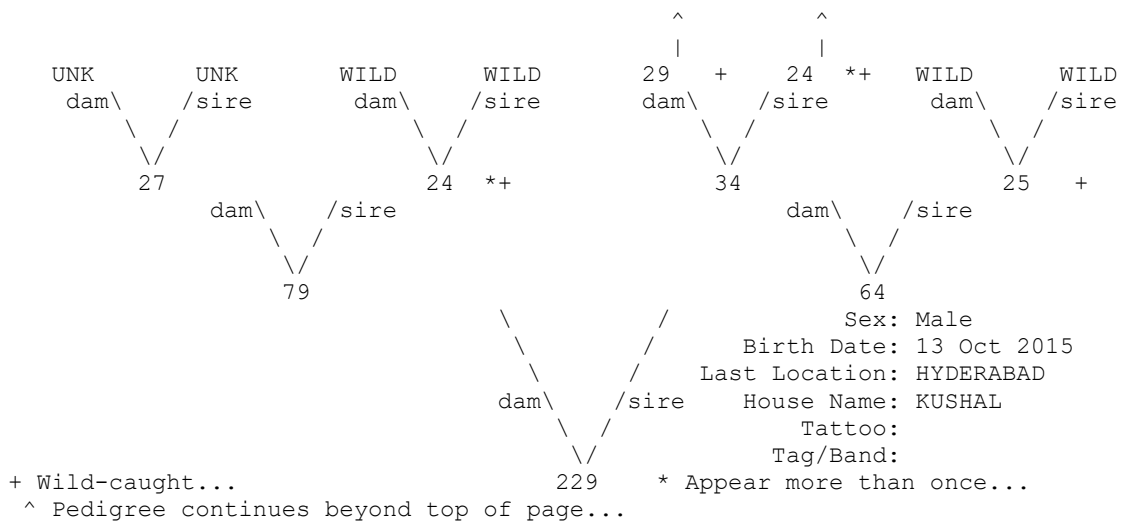 ^ ^
| |
UNK UNK WILD WILD 29 + 24 *+ WILD WILD
dam\ /sire dam\ /sire dam\ /sire dam\ /sire
\ / \ / \ / \ /
\/ \/ \/ \/
27 24 *+ 34 25 +
dam\ /sire dam\ /sire
\ / \ /
\/ \/
79 64
\ / Sex: Male
\ / Birth Date: 13 Oct 2015
\ / Last Location: HYDERABAD
dam\ /sire House Name: KUSHAL
\ / Tattoo:
\/ Tag/Band:
+ Wild-caught... 229 * Appear more than once...
^ Pedigree continues beyond top of page...